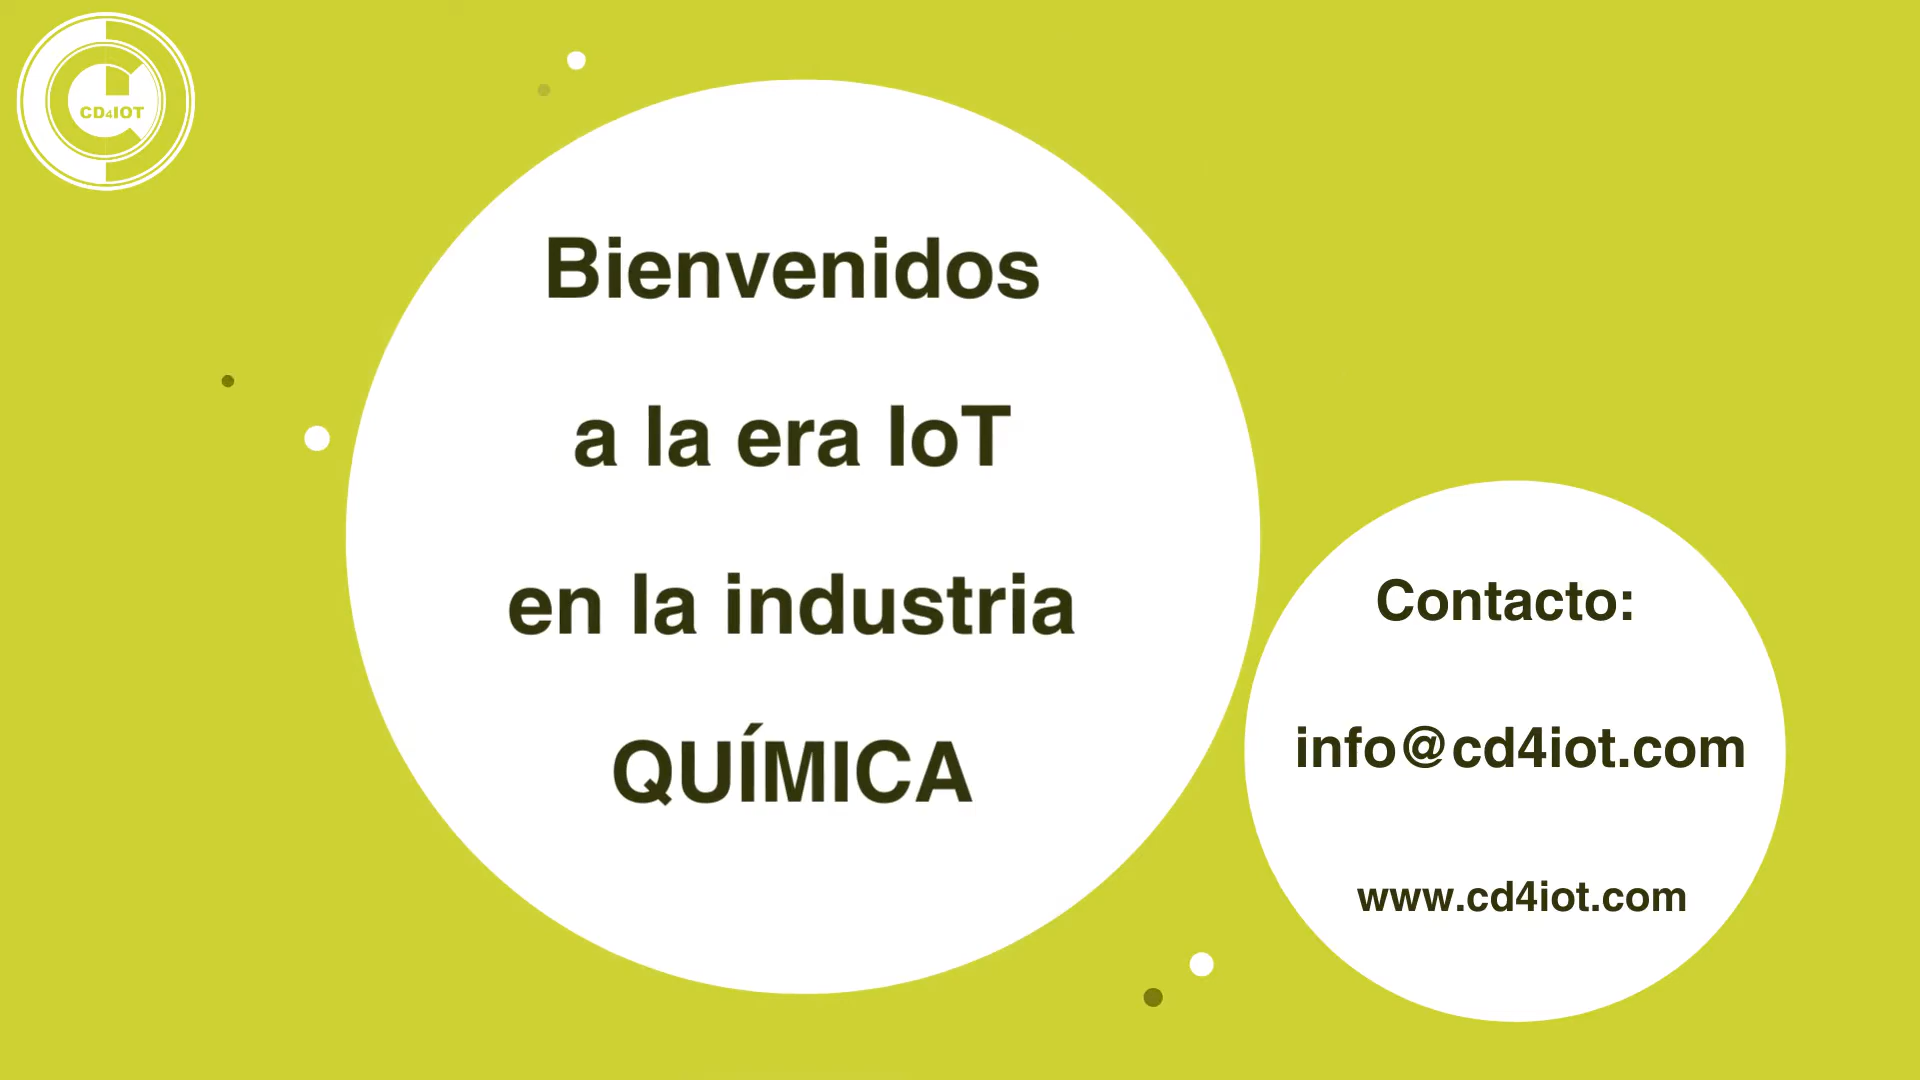 CD4IOT
Bienvenidos
a la era IoT
en la industria
QUÍMICA
Contacto:
info@cd4iot.com
www.cd4iot.com